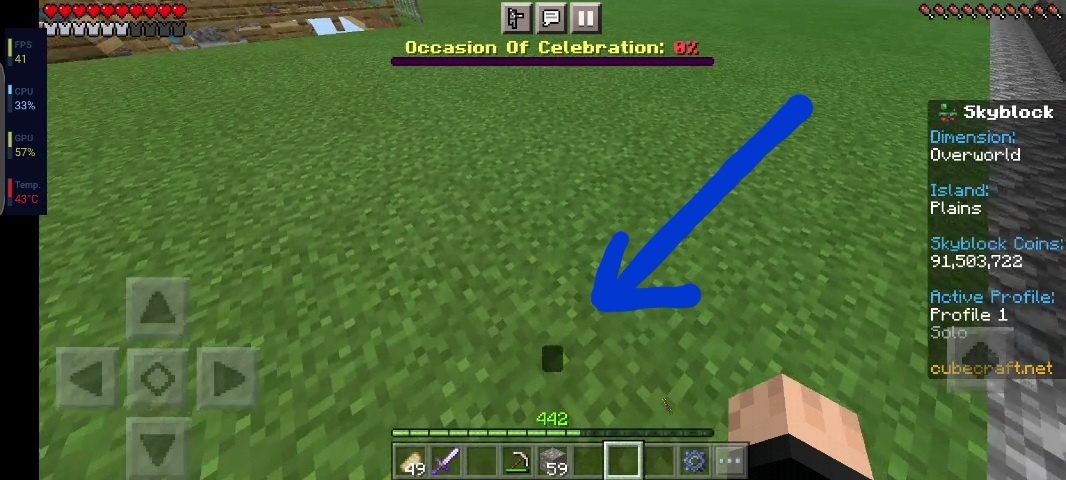 FPS
41
CPU
33%
GPU
57%
Temp.
43°C
Occasion Of Celebration: 0%
Skyblock
Dimension:
Overworld
Island:
Plains
Skyblock Coins:
91,503,722
Active Profile:
Profile 1
Solo
cubecraft.net
442
49
59